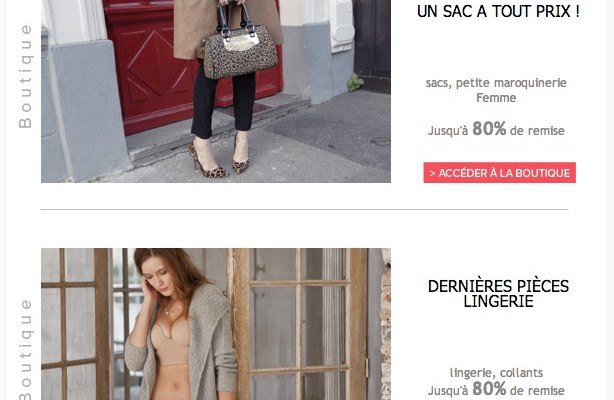 Boutique
UN SAC A TOUT PRIX !
sacs, petite maroquinerie
Femme
Jusqu'à 80% de remise
> ACCÉDER À LA BOUTIQUE
Boutique
DERNIÈRES PIÈCES
LINGERIE
lingerie, collants
Jusqu'à 80% de remise